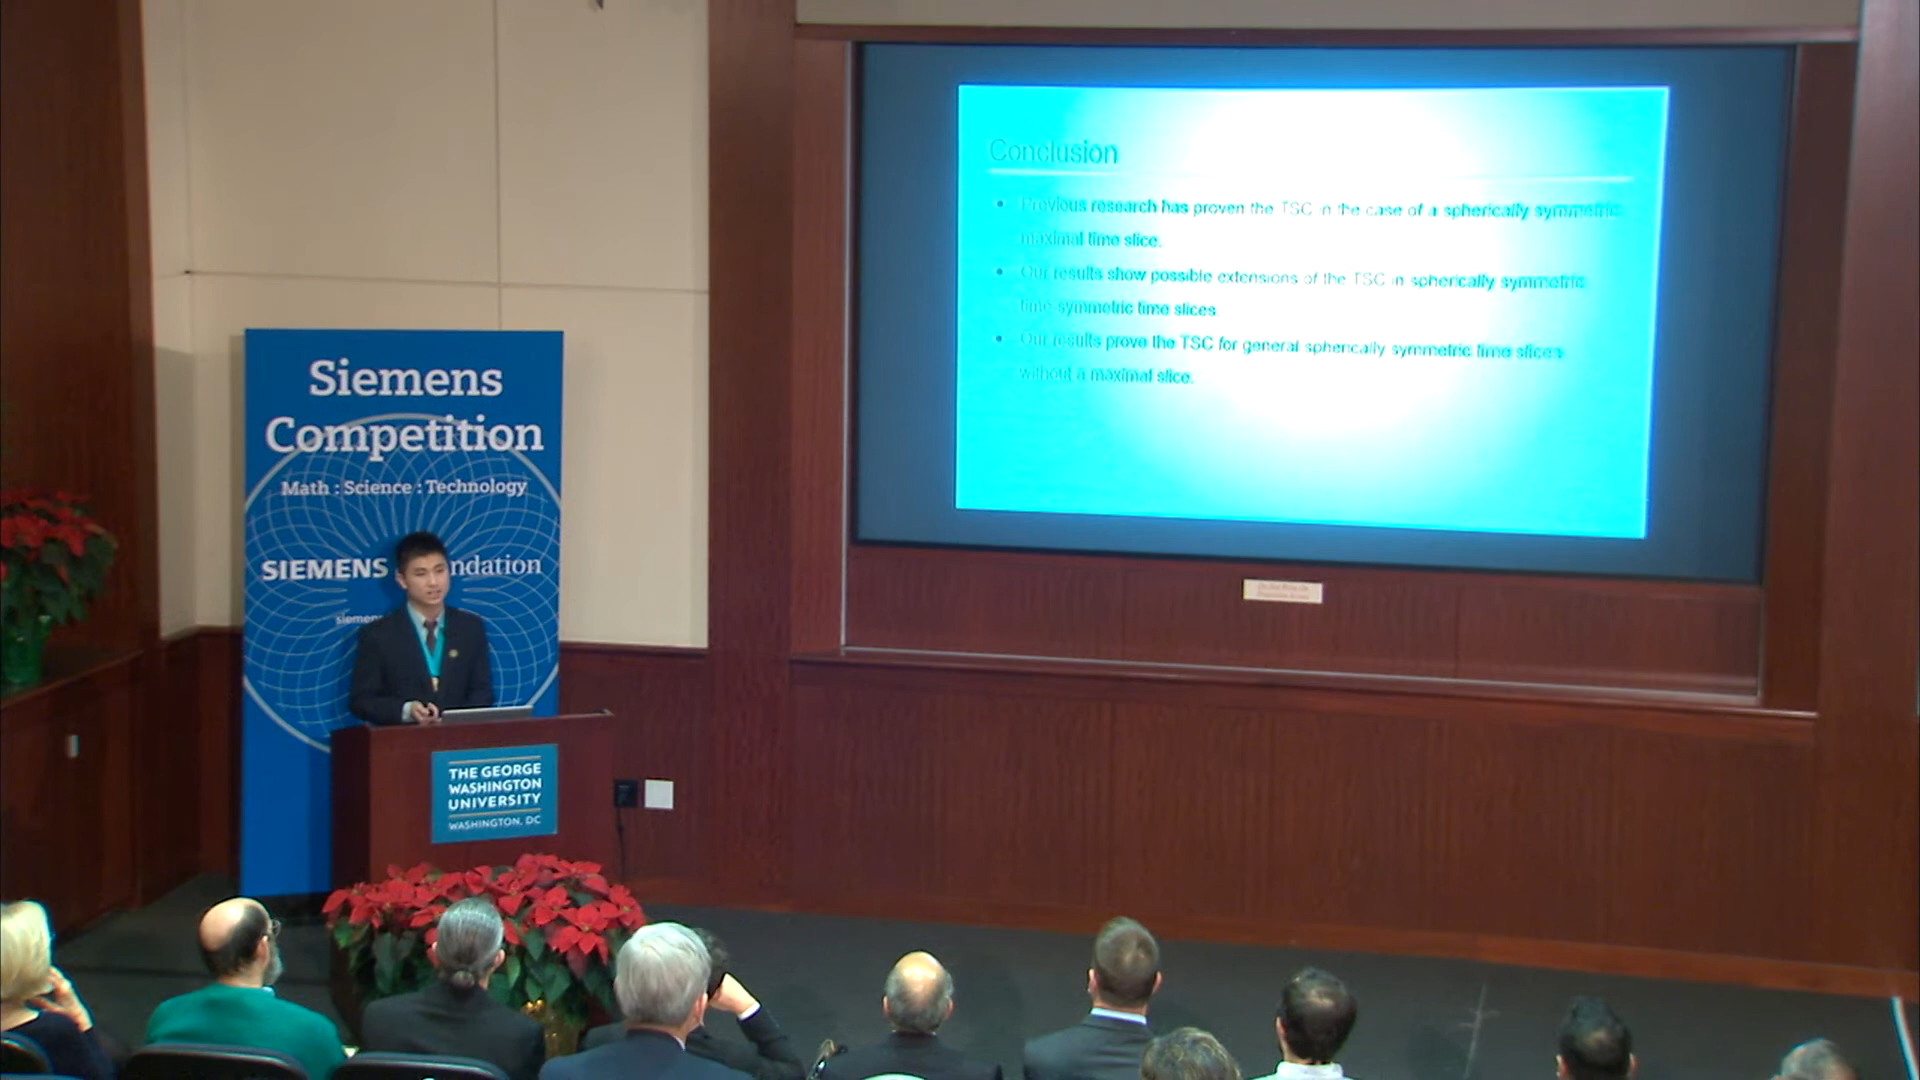 Conclusion
• Previous research has proven the TSC in the case of a spherically symmetric
maximal time slice.
• Our results show possible extensions of the TSC in spherically symmetric
time-symmetric time slices.
• Our results prove the TSC for general spherically symmetric time slices
without a maximal slice.
Siemens
Competition
Math : Science : Technology
SIEMENS
ndation
siemens
THE GEORGE
WASHINGTON
UNIVERSITY
WASHINGTON, DC